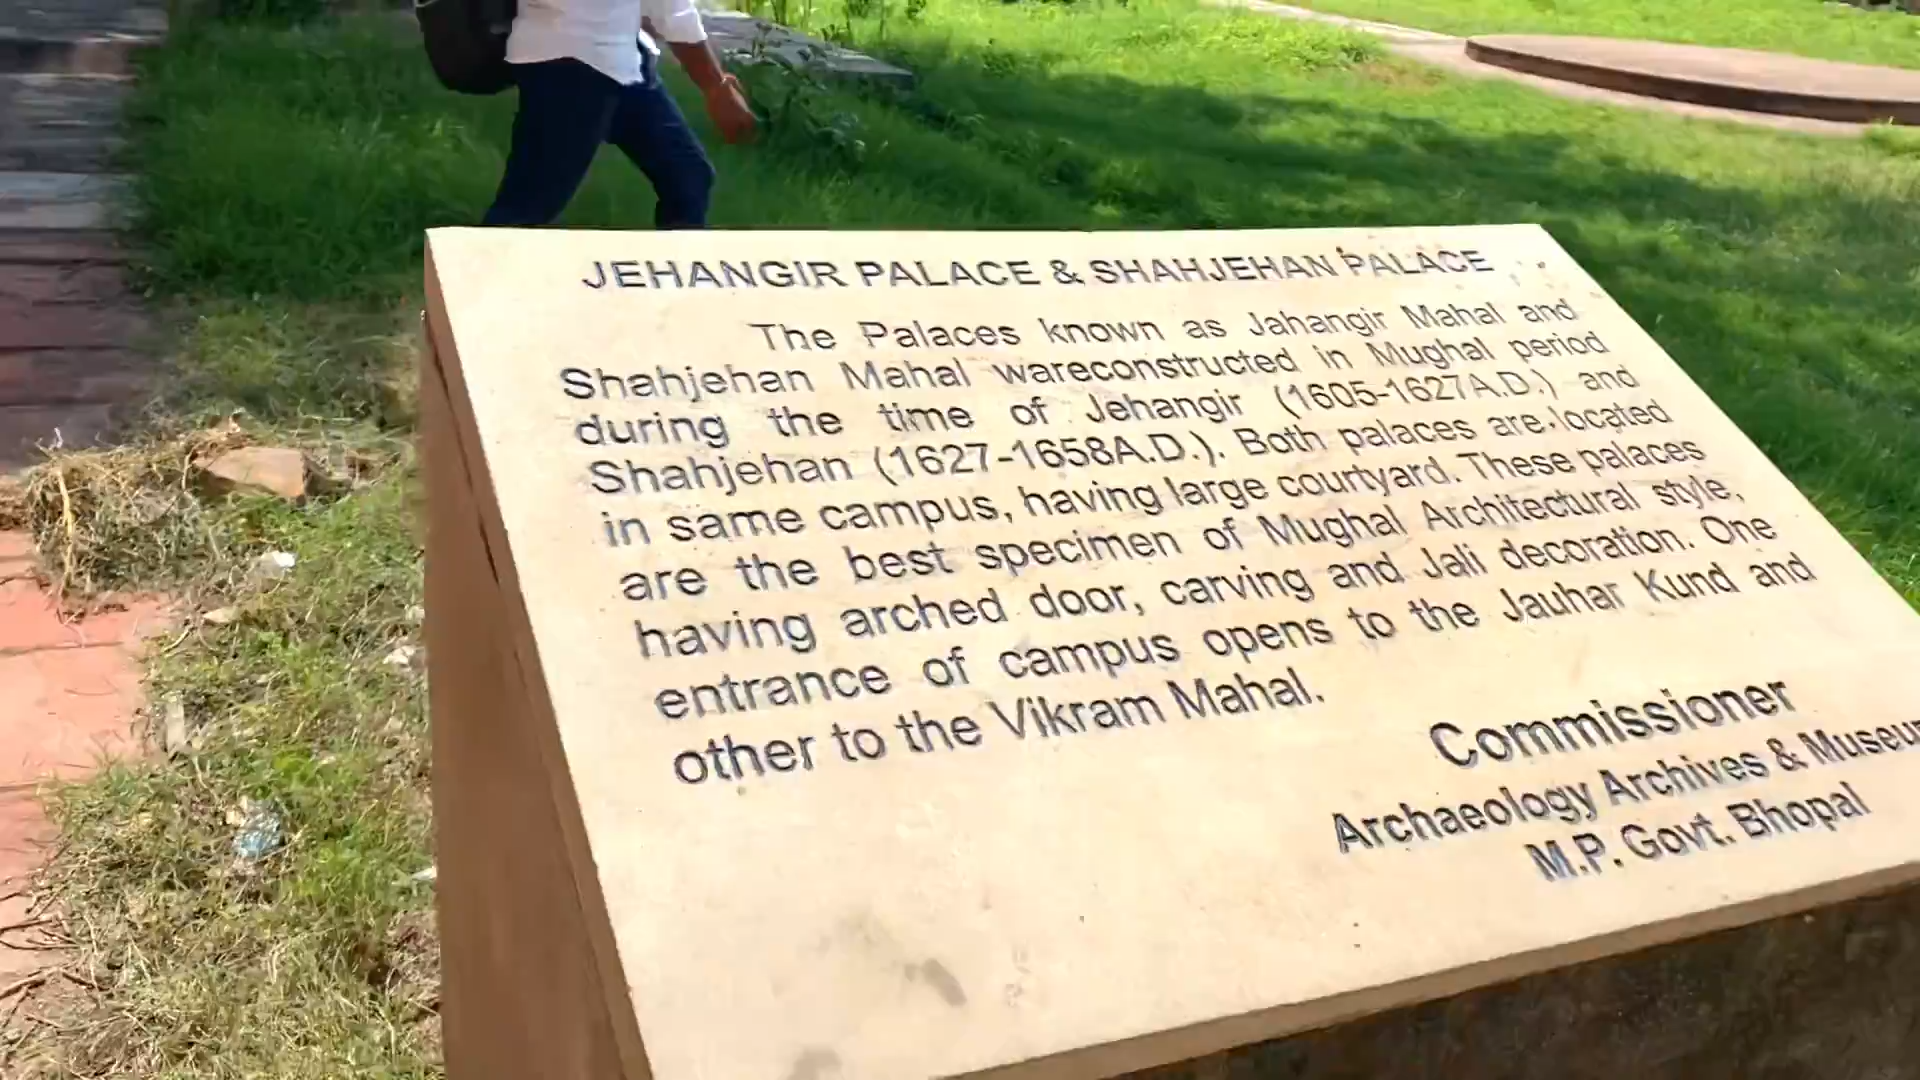 JEHANGIR PALACE & SHAHJEHAN PALACE
The Palaces known as Jahangir Mahal and
Shahjehan Mahal wareconstructed in Mughal period
during the time of Jehangir (1605-1627A.D.) and
Shahjehan (1627-1658A.D.). Both palaces are located
in same campus, having large courtyard. These palaces
are the best specimen of Mughal Architectural style,
having arched door, carving and Jali decoration. One
entrance of campus opens to the Jauhar Kund and
other to the Vikram Mahal.
Commissioner
Archaeology Archives & Museum
M.P. Govt. Bhopal